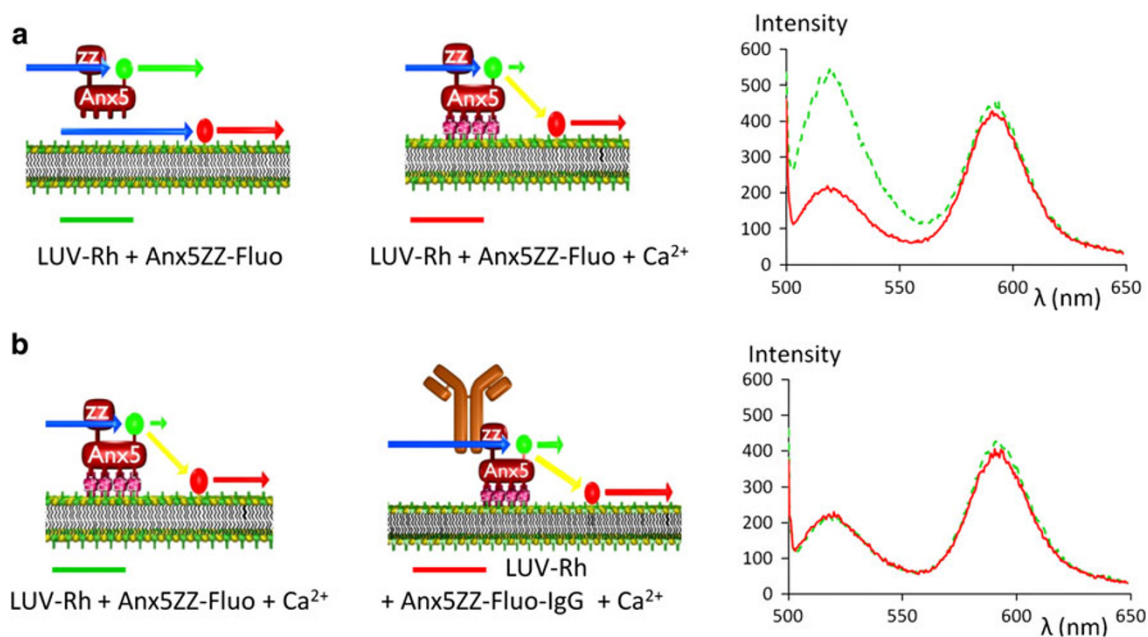 a
ZZ
Anx5
LUV-Rh + Anx5ZZ-Fluo
ZZ
Anx5
LUV-Rh + Anx5ZZ-Fluo + Ca²⁺
Intensity
600
500
400
300
200
100
0
500
550
600
650
λ (nm)
b
ZZ
Anx5
LUV-Rh + Anx5ZZ-Fluo + Ca²⁺
ZZ
Anx5
LUV-Rh
+ Anx5ZZ-Fluo-IgG + Ca²⁺
Intensity
600
500
400
300
200
100
0
500
550
600
650
λ (nm)